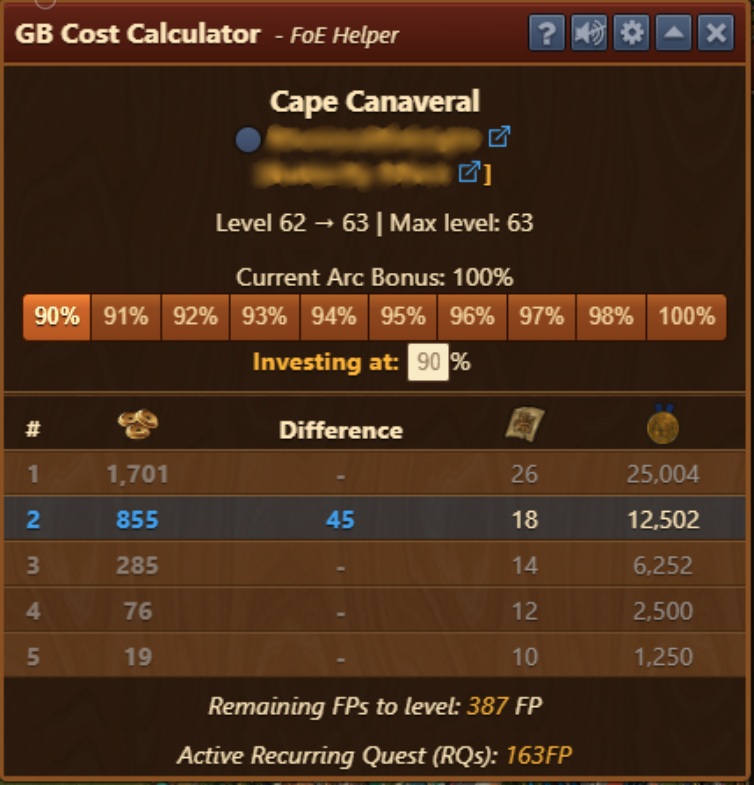 GB Cost Calculator - FoE Helper ?
Cape Canaveral
]
Level 62 → 63 | Max level: 63
Current Arc Bonus: 100%
90% 91% 92% 93% 94% 95% 96% 97% 98% 100%
Investing at: 90 %
# Difference
1 1,701 - 26 25,004
2 855 45 18 12,502
3 285 - 14 6,252
4 76 - 12 2,500
5 19 - 10 1,250
Remaining FPs to level: 387 FP
Active Recurring Quest (RQs): 163FP